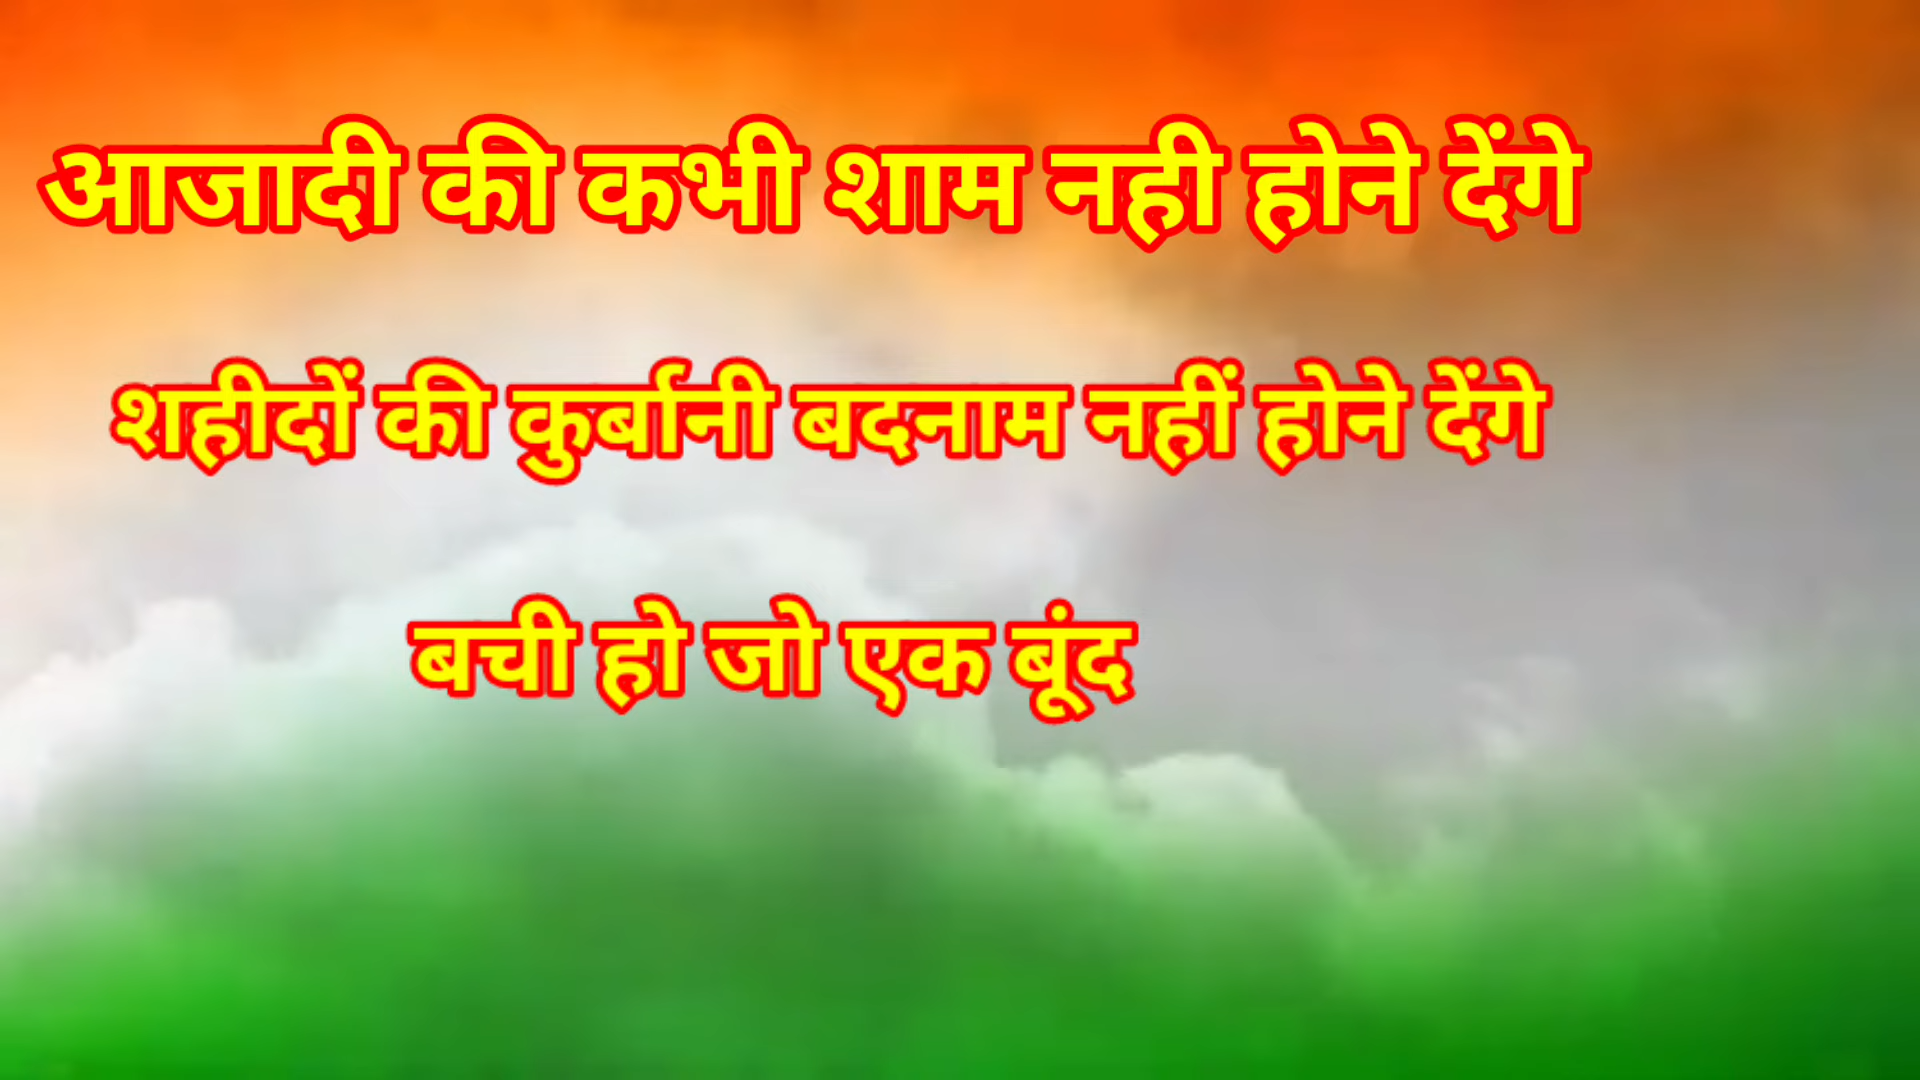 आजादी की कभी शाम नही होने देंगे
शहीदों की कुर्बानी बदनाम नहीं होने देंगे
बची हो जो एक बूंद